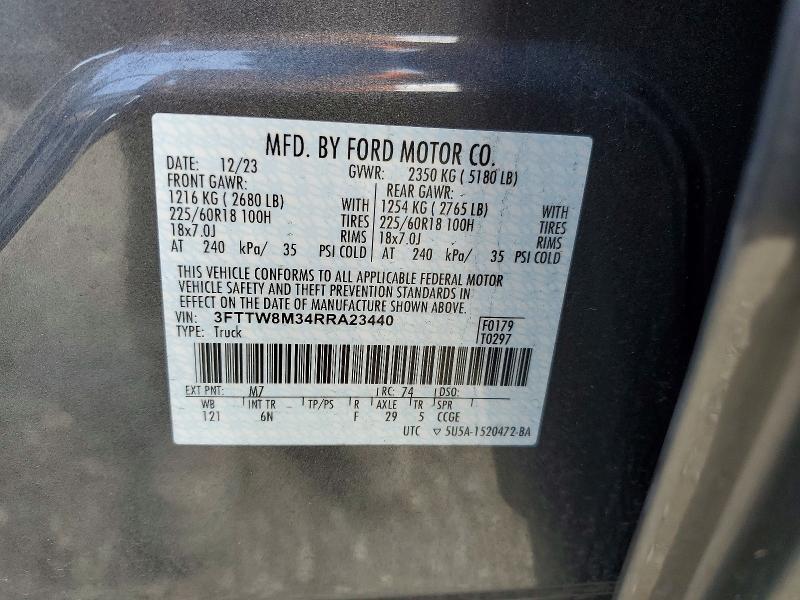 MFD. BY FORD MOTOR CO.
DATE: 12/23 GVWR: 2350 KG ( 5180 LB)
FRONT GAWR: REAR GAWR:
1216 KG ( 2680 LB) WITH 1254 KG ( 2765 LB) WITH
225/60R18 100H TIRES 225/60R18 100H TIRES
18x7.0J RIMS 18x7.0J RIMS
AT 240 kPa/ 35 PSI COLD AT 240 kPa/ 35 PSI COLD
THIS VEHICLE CONFORMS TO ALL APPLICABLE FEDERAL MOTOR
VEHICLE SAFETY AND THEFT PREVENTION STANDARDS IN
EFFECT ON THE DATE OF MANUFACTURE SHOWN ABOVE.
VIN: 3FTTW8M34RRA23440 F0179
TYPE: Truck T0297
EXT PNT: M7 RC: 74 DSO:
WB INT TR TP/PS R AXLE TR SPR
121 6N F 29 5 CCGE
UTC ▽ 5U5A-1520472-BA